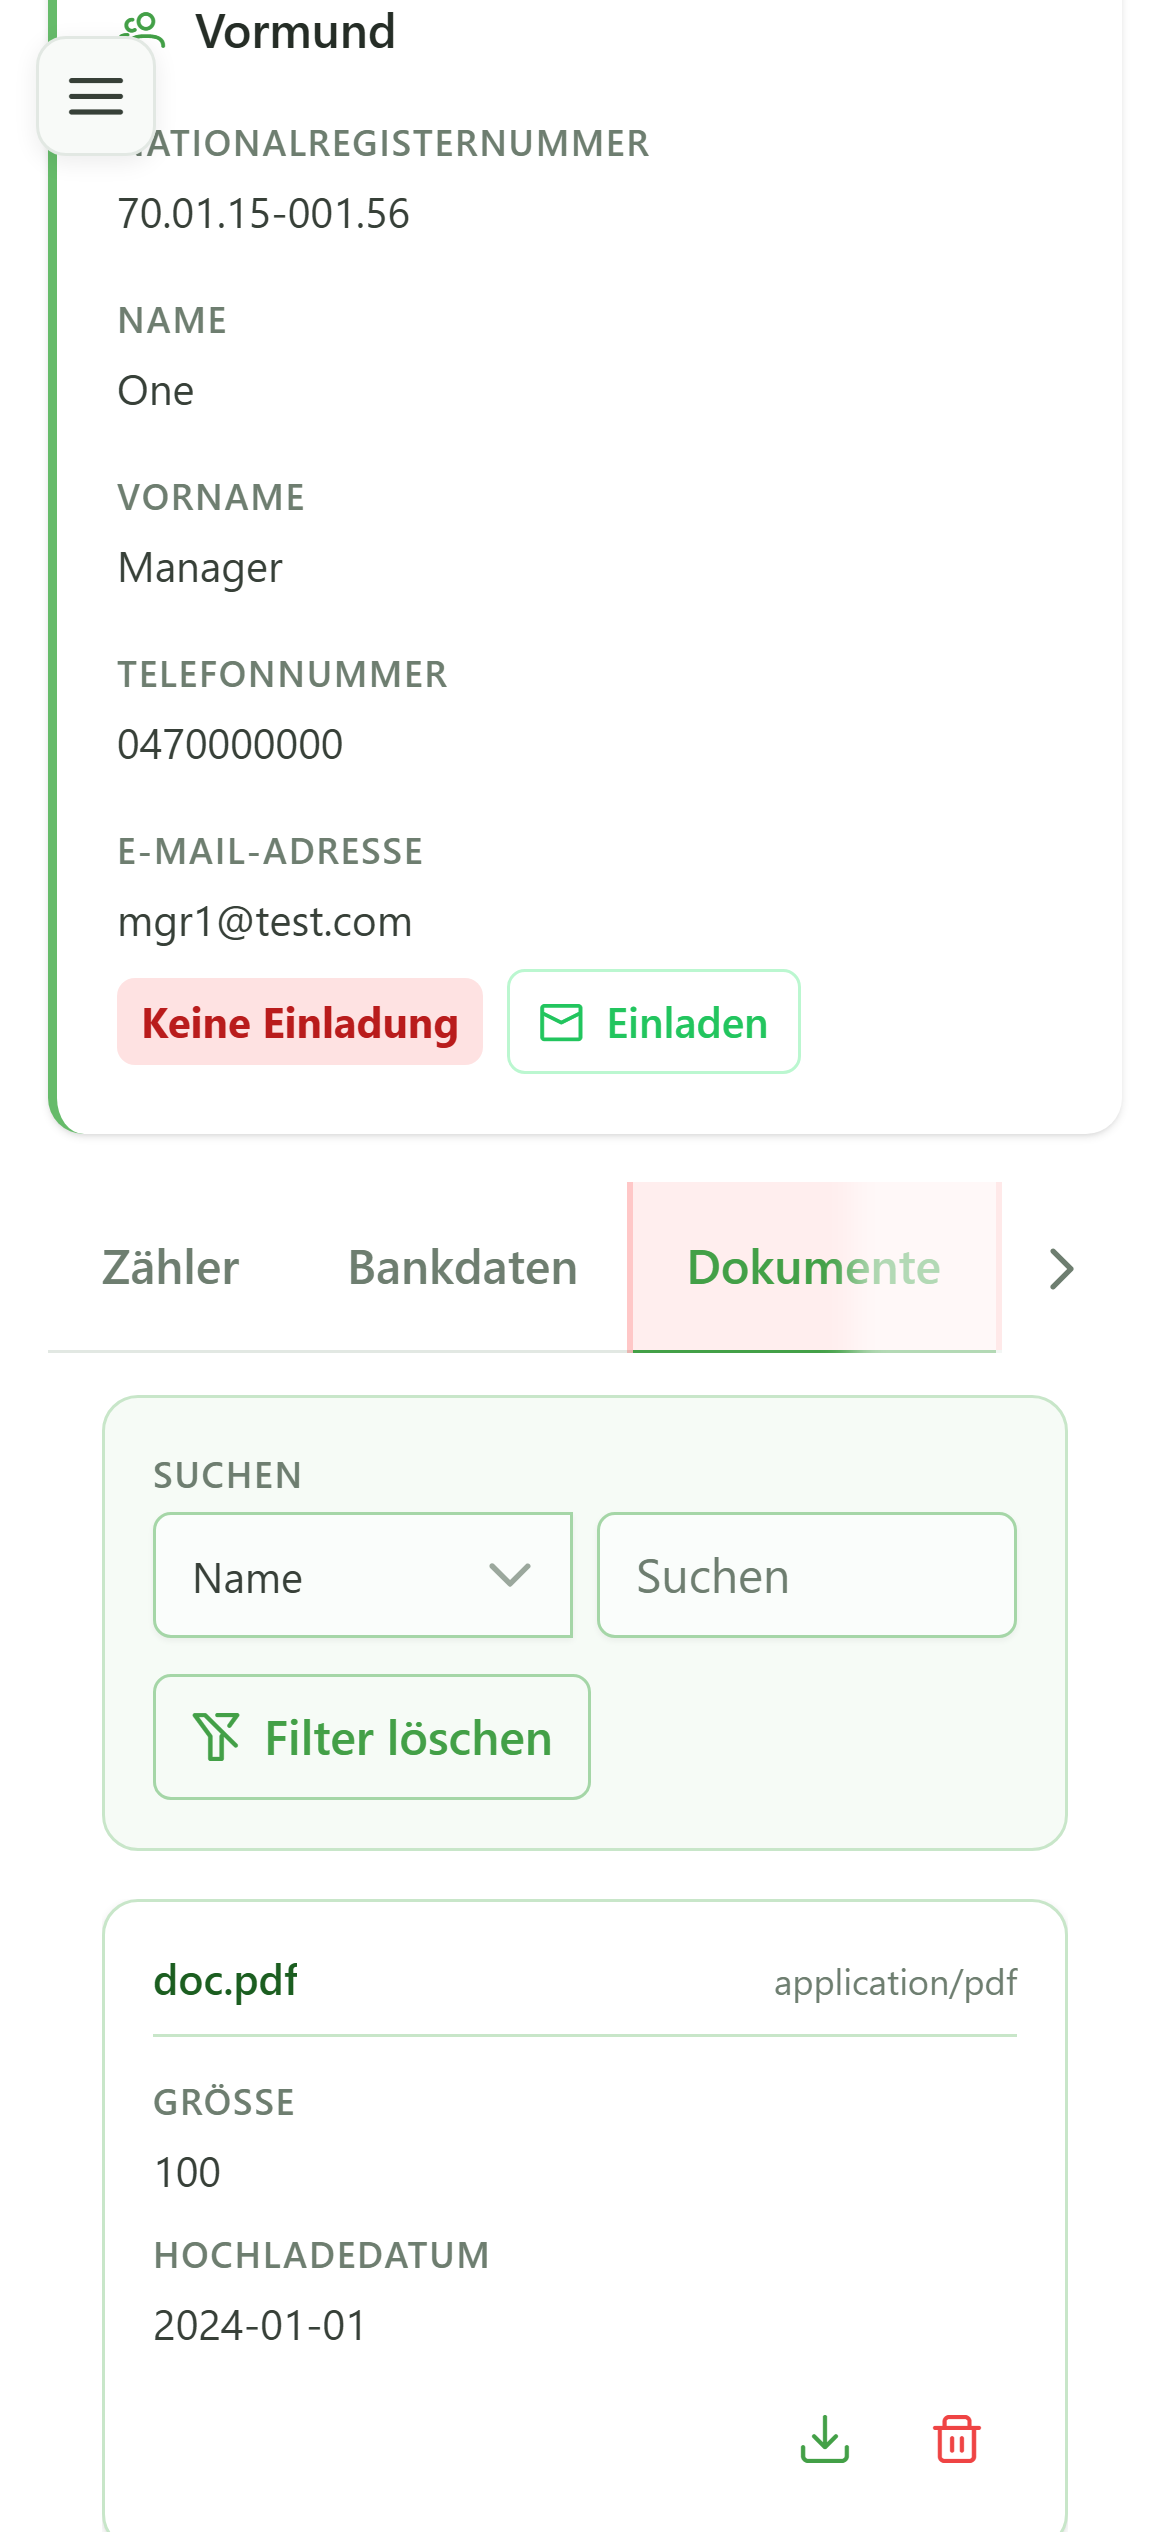 Vormund
NATIONALREGISTERNUMMER
70.01.15-001.56
NAME
One
VORNAME
Manager
TELEFONNUMMER
0470000000
E-MAIL-ADRESSE
mgr1@test.com
Keine Einladung
Einladen
Zähler Bankdaten Dokumente
SUCHEN
Name
Suchen
Filter löschen
doc.pdf application/pdf
GRÖSSE
100
HOCHLADEDATUM
2024-01-01